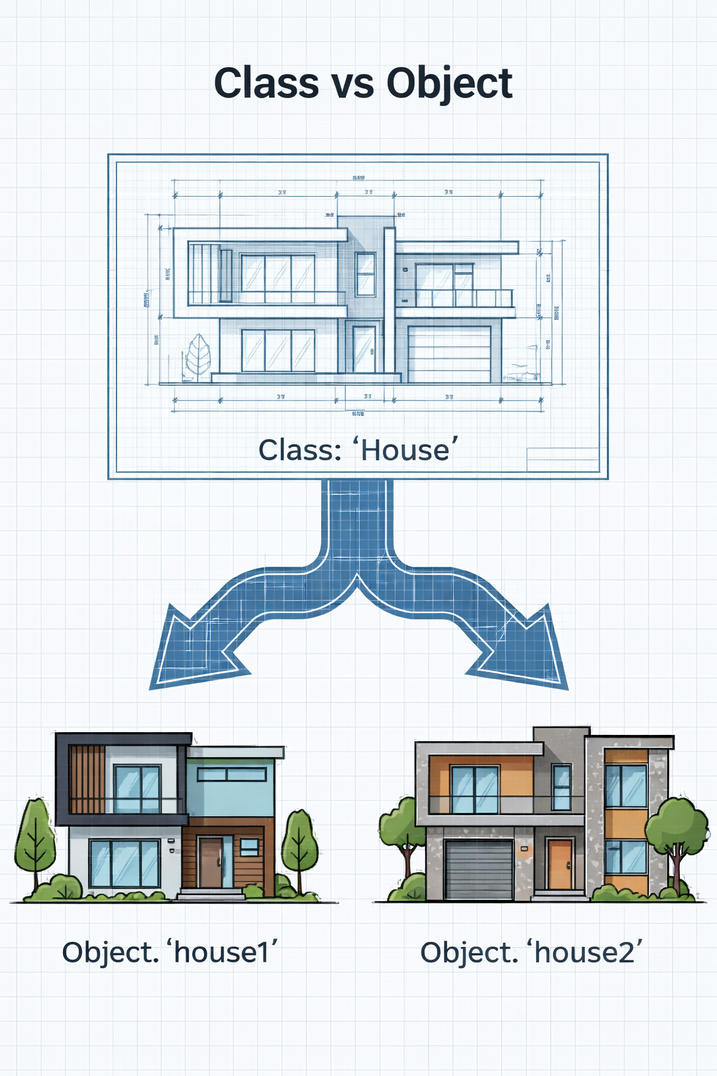 Class vs Object
Class: ‘House’
Object. ‘house1’
Object. ‘house2’